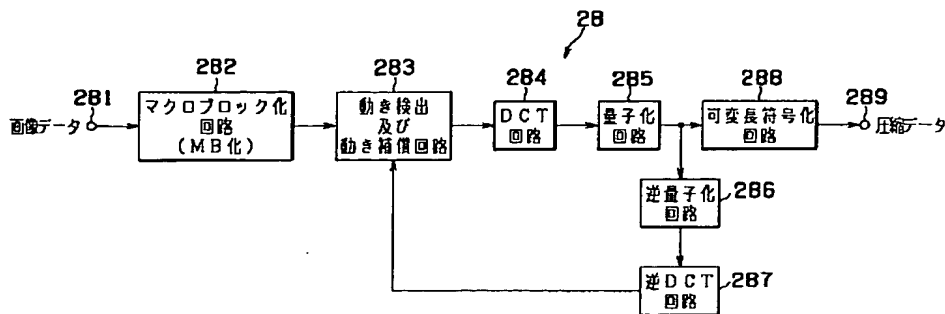 28
281
画像データ
282
マクロブロック化
回路
(MB化)
283
動き検出
及び
動き補償回路
284
DCT
回路
285
量子化
回路
288
可変長符号化
回路
289
圧縮データ
逆量子化
回路
286
逆DCT
回路
287